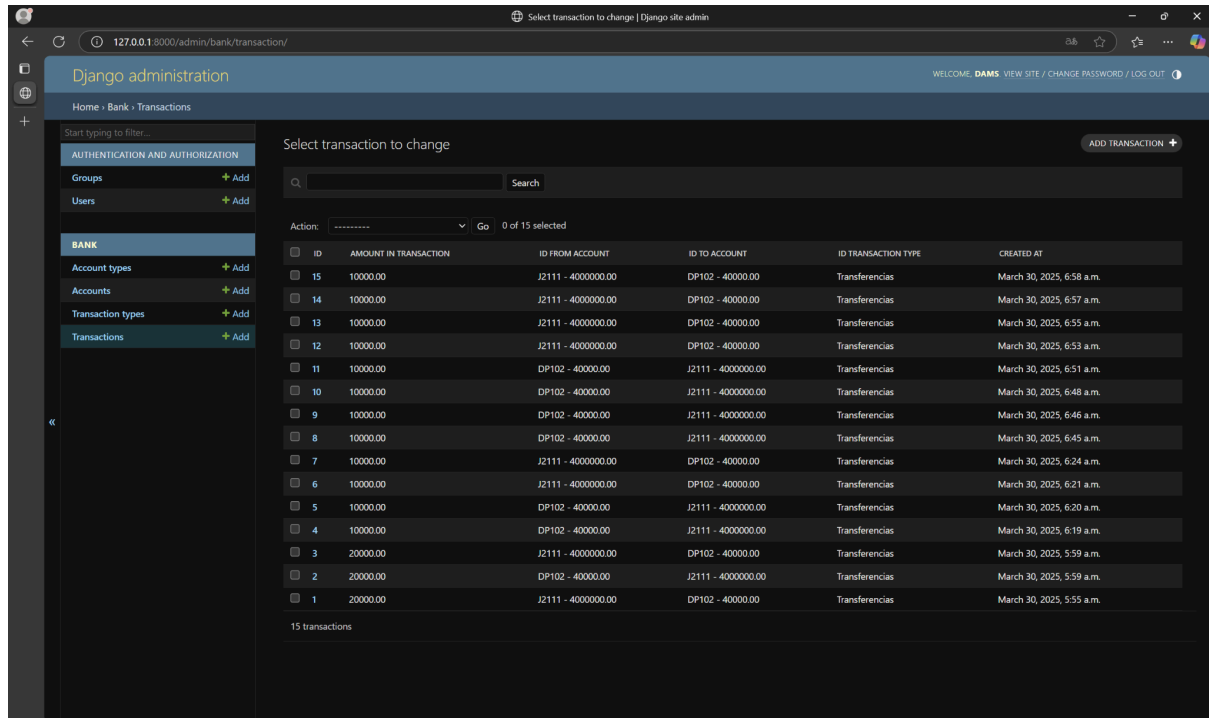 Select transaction to change | Django site admin
127.0.0.1:8000/admin/bank/transaction/
Django administration
WELCOME, DAMS. VIEW SITE / CHANGE PASSWORD / LOG OUT
Home › Bank › Transactions
Start typing to filter...
AUTHENTICATION AND AUTHORIZATION
Groups + Add
Users + Add
BANK
Account types + Add
Accounts + Add
Transaction types + Add
Transactions + Add
«
Select transaction to change
ADD TRANSACTION +
Search
Action: --------- Go 0 of 15 selected
ID AMOUNT IN TRANSACTION ID FROM ACCOUNT ID TO ACCOUNT ID TRANSACTION TYPE CREATED AT
15 10000.00 J2111 - 4000000.00 DP102 - 40000.00 Transferencias March 30, 2025, 6:58 a.m.
14 10000.00 J2111 - 4000000.00 DP102 - 40000.00 Transferencias March 30, 2025, 6:57 a.m.
13 10000.00 J2111 - 4000000.00 DP102 - 40000.00 Transferencias March 30, 2025, 6:55 a.m.
12 10000.00 J2111 - 4000000.00 DP102 - 40000.00 Transferencias March 30, 2025, 6:53 a.m.
11 10000.00 DP102 - 40000.00 J2111 - 4000000.00 Transferencias March 30, 2025, 6:51 a.m.
10 10000.00 DP102 - 40000.00 J2111 - 4000000.00 Transferencias March 30, 2025, 6:48 a.m.
9 10000.00 DP102 - 40000.00 J2111 - 4000000.00 Transferencias March 30, 2025, 6:46 a.m.
8 10000.00 DP102 - 40000.00 J2111 - 4000000.00 Transferencias March 30, 2025, 6:45 a.m.
7 10000.00 J2111 - 4000000.00 DP102 - 40000.00 Transferencias March 30, 2025, 6:24 a.m.
6 10000.00 J2111 - 4000000.00 DP102 - 40000.00 Transferencias March 30, 2025, 6:21 a.m.
5 10000.00 DP102 - 40000.00 J2111 - 4000000.00 Transferencias March 30, 2025, 6:20 a.m.
4 10000.00 DP102 - 40000.00 J2111 - 4000000.00 Transferencias March 30, 2025, 6:19 a.m.
3 20000.00 J2111 - 4000000.00 DP102 - 40000.00 Transferencias March 30, 2025, 5:59 a.m.
2 20000.00 DP102 - 40000.00 J2111 - 4000000.00 Transferencias March 30, 2025, 5:59 a.m.
1 20000.00 J2111 - 4000000.00 DP102 - 40000.00 Transferencias March 30, 2025, 5:55 a.m.
15 transactions